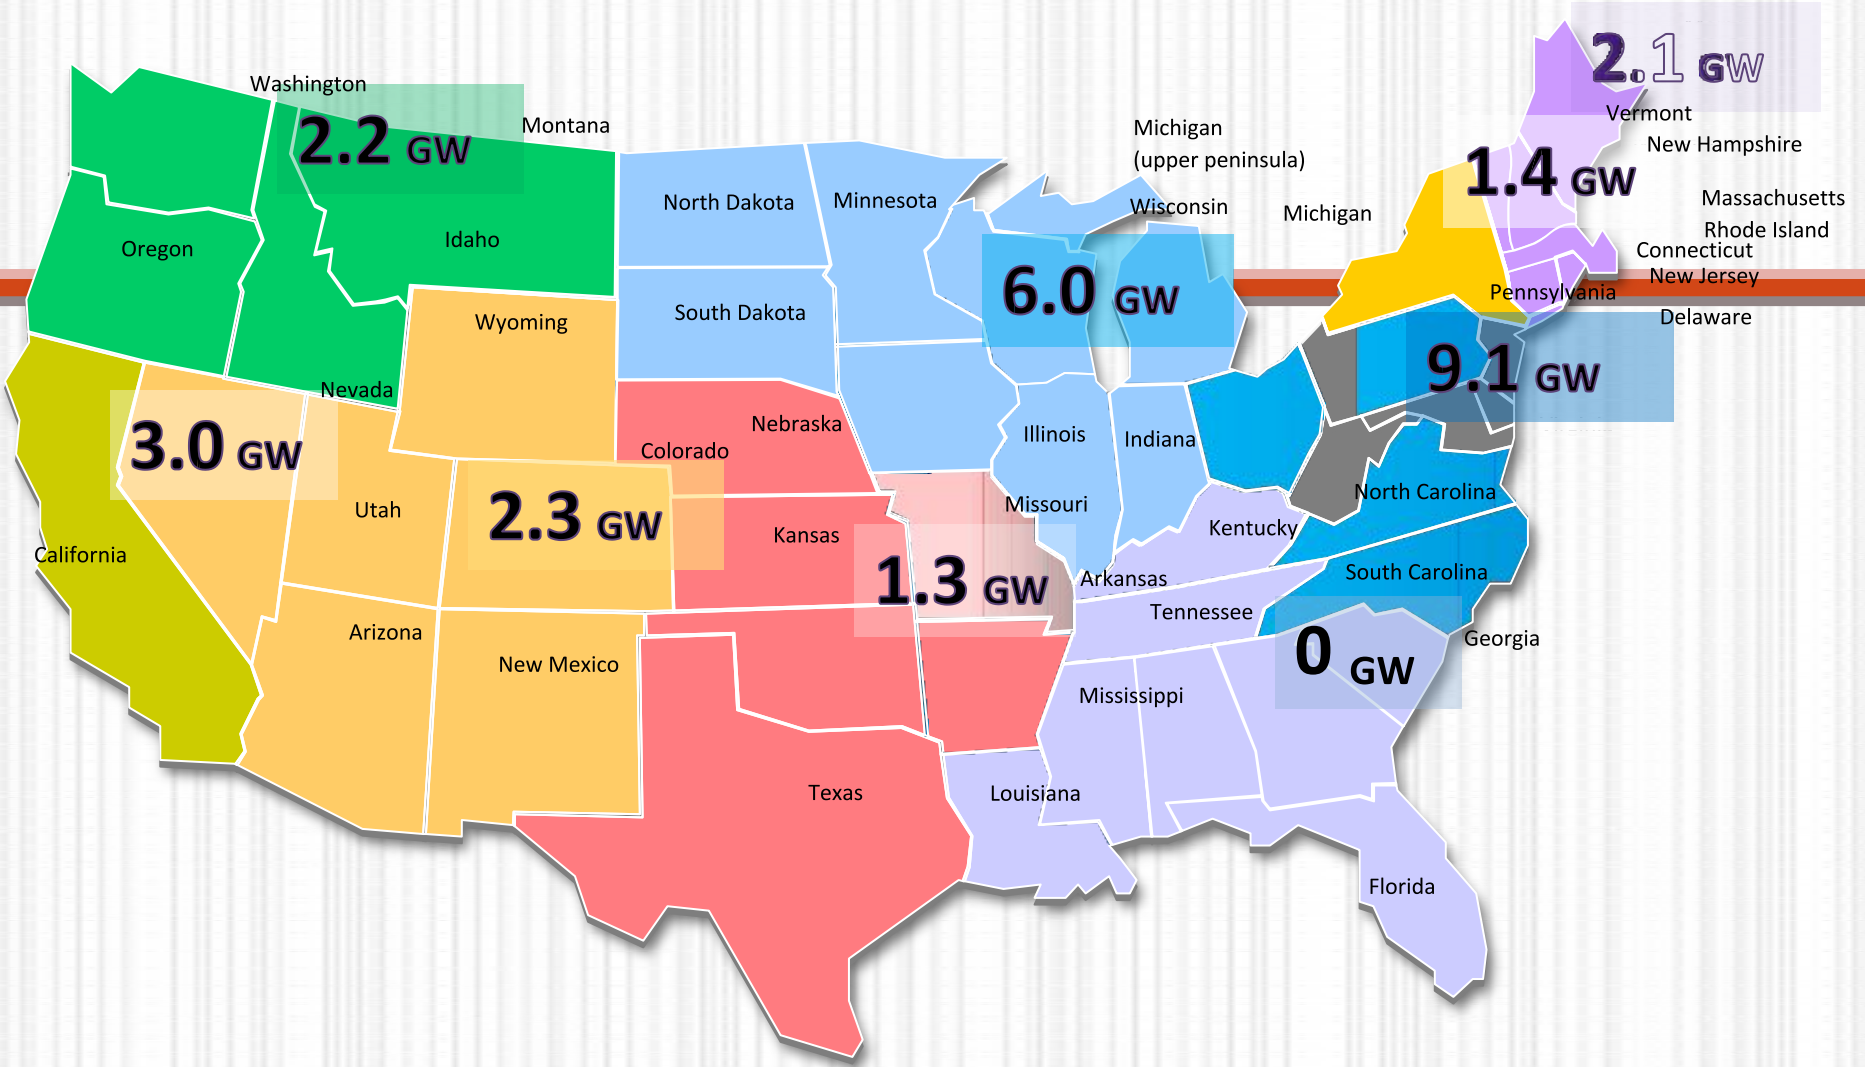 2.1 GW
Washington
Vermont
Montana
Michigan
(upper peninsula)
2.2 GW
New Hampshire
1.4 GW
North Dakota
Minnesota
Wisconsin
Michigan
Massachusetts
Rhode Island
Oregon
Idaho
Connecticut
New Jersey
6.0 GW
Pennsylvania
South Dakota
Delaware
Wyoming
9.1 GW
Nevada
Nebraska
3.0 GW
Colorado
Illinois
Indiana
Utah
2.3 GW
Missouri
North Carolina
Kansas
Kentucky
California
1.3 GW
Arkansas
South Carolina
Tennessee
Arizona
0 GW
Georgia
New Mexico
Mississippi
Texas
Louisiana
Florida